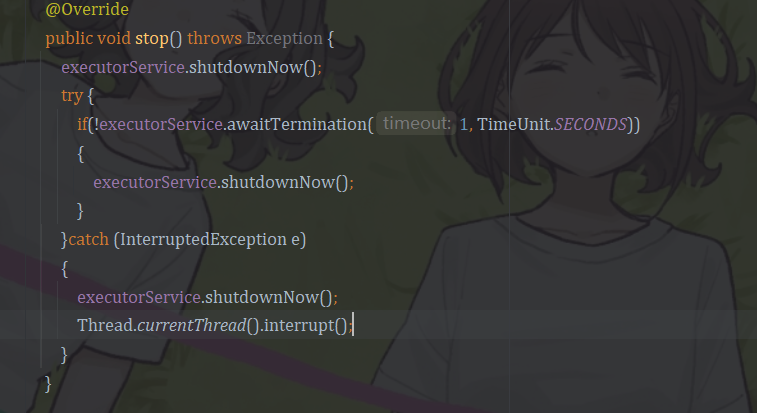 @Override
public void stop() throws Exception {
executorService.shutdownNow();
try {
if(!executorService.awaitTermination( timeout: 1, TimeUnit.SECONDS))
{
executorService.shutdownNow();
}
}catch (InterruptedException e)
{
executorService.shutdownNow();
Thread.currentThread().interrupt();
}
}